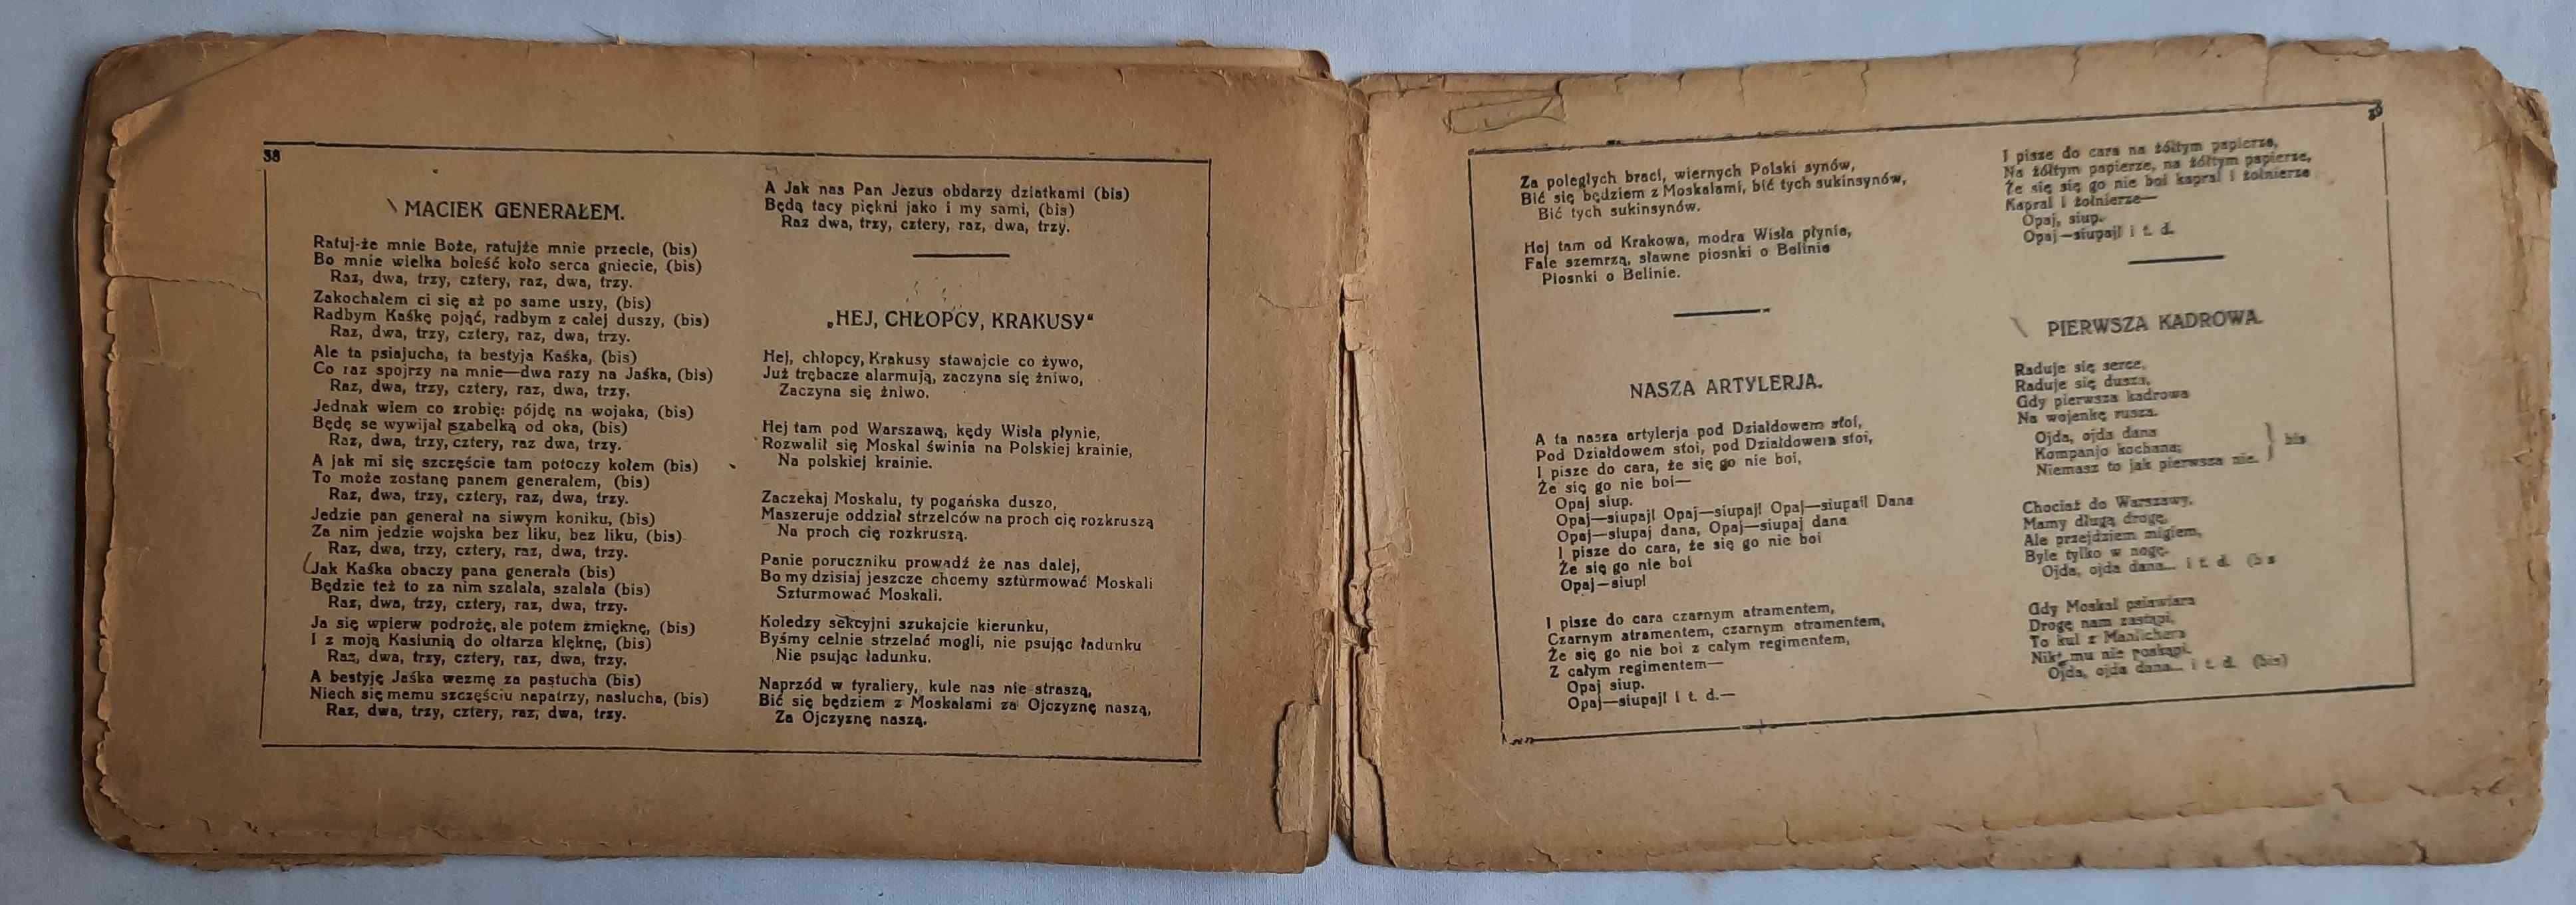 38
MACIEK GENERAŁEM.
Ratuj-że mnie Boże, ratujże mnie przecie, (bis)
Bo mnie wielka boleść koło serca gniecie, (bis)
Raz, dwa, trzy, cztery, raz, dwa, trzy.
Zakochałem ci się aż po same uszy, (bis)
Radbym Kaśkę pojąć, radbym z całej duszy, (bis)
Raz, dwa, trzy, cztery, raz, dwa, trzy.
Ale ta psiajucha, ta bestyja Kaśka, (bis)
Co raz spojrzy na mnie—dwa razy na Jaśka, (bis)
Raz, dwa, trzy, cztery, raz, dwa, trzy.
Jednak wiem co zrobię: pójdę na wojaka, (bis)
Będę se wywijał szabelką od oka, (bis)
Raz, dwa, trzy, cztery, raz dwa, trzy.
A jak mi się szczęście tam potoczy kołem (bis)
To może zostanę panem generałem, (bis)
Raz, dwa, trzy, cztery, raz, dwa, trzy.
Jedzie pan generał na siwym koniku, (bis)
Za nim jedzie wojska bez liku, bez liku, (bis)
Raz, dwa, trzy, cztery, raz, dwa, trzy.
Jak Kaśka obaczy pana generała (bis)
Będzie też to za nim szalała, szalała (bis)
Raz, dwa, trzy, cztery, raz, dwa, trzy.
Ja się wpierw podrożę, ale potem zmięknę, (bis)
I z moją Kasiunią do ołtarza klęknę, (bis)
Raz, dwa, trzy, cztery, raz, dwa, trzy.
A bestyję Jaśka wezmę za pastucha (bis)
Niech się memu szczęściu napatrzy, nasłucha, (bis)
Raz, dwa, trzy, cztery, raz, dwa, trzy.
A Jak nas Pan Jezus obdarzy dziatkami (bis)
Będą tacy piękni jako i my sami, (bis)
Raz dwa, trzy, cztery, raz, dwa, trzy.
„HEJ, CHŁOPCY, KRAKUSY“
Hej, chłopcy, Krakusy stawajcie co żywo,
Już trębacze alarmują, zaczyna się żniwo,
Zaczyna się żniwo.
Hej tam pod Warszawą, kędy Wisła płynie,
Rozwalił się Moskal świnia na Polskiej krainie,
Na polskiej krainie.
Zaczekaj Moskalu, ty pogańska duszo,
Maszeruje oddział strzelców na proch cię rozkruszą
Na proch cię rozkruszą.
Panie poruczniku prowadź że nas dalej,
Bo my dzisiaj jeszcze chcemy szturmować Moskali
Szturmować Moskali.
Koledzy sekcyjni szukajcie kierunku,
Byśmy celnie strzelać mogli, nie psując ładunku
Nie psując ładunku.
Naprzód w tyraliery, kule nas nie straszą,
Bić się będziem z Moskalami za Ojczyznę naszą,
Za Ojczyznę naszą.
Za poległych braci, wiernych Polski synów,
Bić się będziem z Moskalami, bić tych sukinsynów,
Bić tych sukinsynów.
Hej tam od Krakowa, modra Wisła płynie,
Fale szemrzą, sławne piosnki o Belinie
Piosnki o Belinie.
NASZA ARTYLERJA.
A ta nasza artylerja pod Działdowem stoi,
Pod Działdowem stoi, pod Działdowem stoi,
I pisze do cara, że się go nie boi,
Że się go nie boi—
Opaj siup.
Opaj—siupaj! Opaj—siupaj! Opaj—siupaj! Dana
Opaj—siupaj dana, Opaj—siupaj dana
I pisze do cara, że się go nie boi
Że się go nie boi
Opaj—siup!
I pisze do cara czarnym atramentem,
Czarnym atramentem, czarnym atramentem,
Że się go nie boi z całym regimentem,
Z całym regimentem—
Opaj siup.
Opaj—siupaj! i t. d.—
I pisze do cara na żółtym papierze,
Na żółtym papierze, na żółtym papierze,
Że się się go nie boi kapral i żołnierze
Kapral i żołnierze—
Opaj, siup.
Opaj—siupaj! i t. d.
PIERWSZA KADROWA.
Raduje się serce,
Raduje się dusza,
Gdy pierwsza kadrowa
Na wojenkę rusza.
Ojda, ojda dana
Kompanjo kochana;
Niemasz to jak pierwsza nie.
bis
Chociaż do Warszawy,
Mamy długą drogę,
Ale przejdziem migiem,
Byle tylko w nogę.
Ojda, ojda dana... i t. d.
Gdy Moskal psiawiara
Drogę nam zastąpi,
To kul z Manlichera
Nikt mu nie poskąpi.
Ojda, ojda dana... i t. d. (bis)